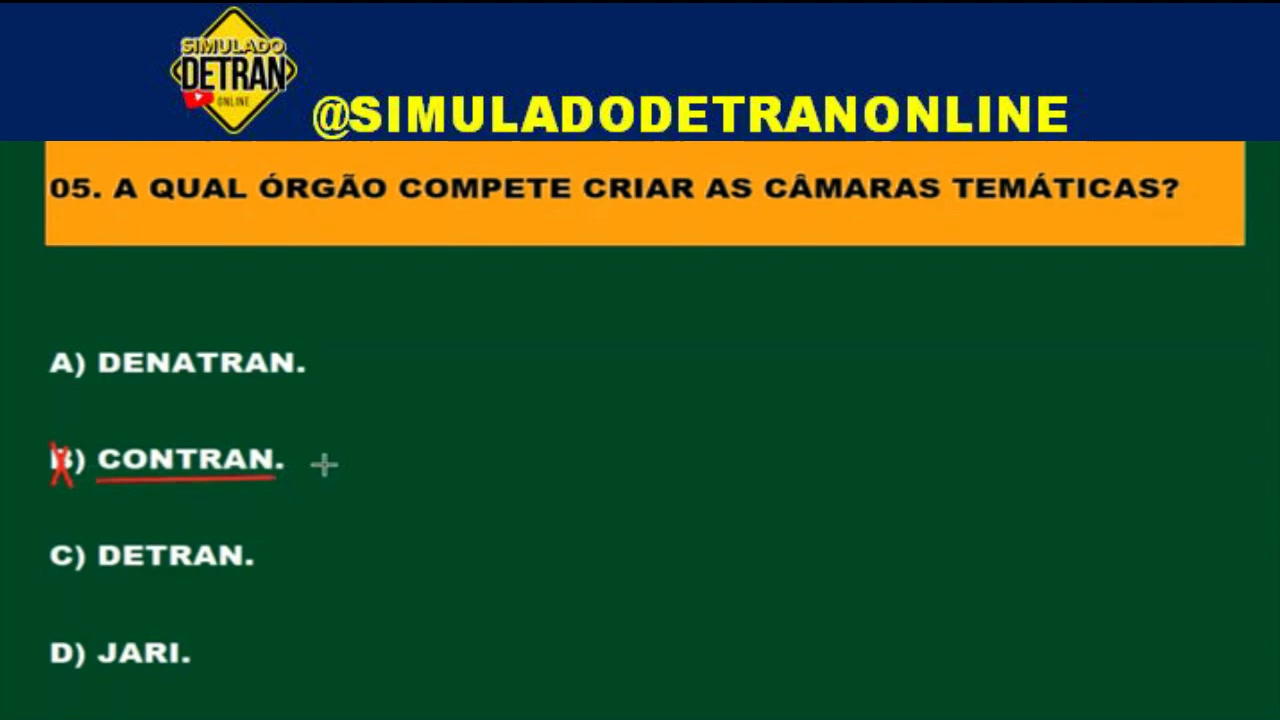 SIMULADO
DETRAN
ONLINE
@SIMULADODETRANONLINE
05. A QUAL ÓRGÃO COMPETE CRIAR AS CÂMARAS TEMÁTICAS?
A) DENATRAN.
B) CONTRAN.
C) DETRAN.
D) JARI.